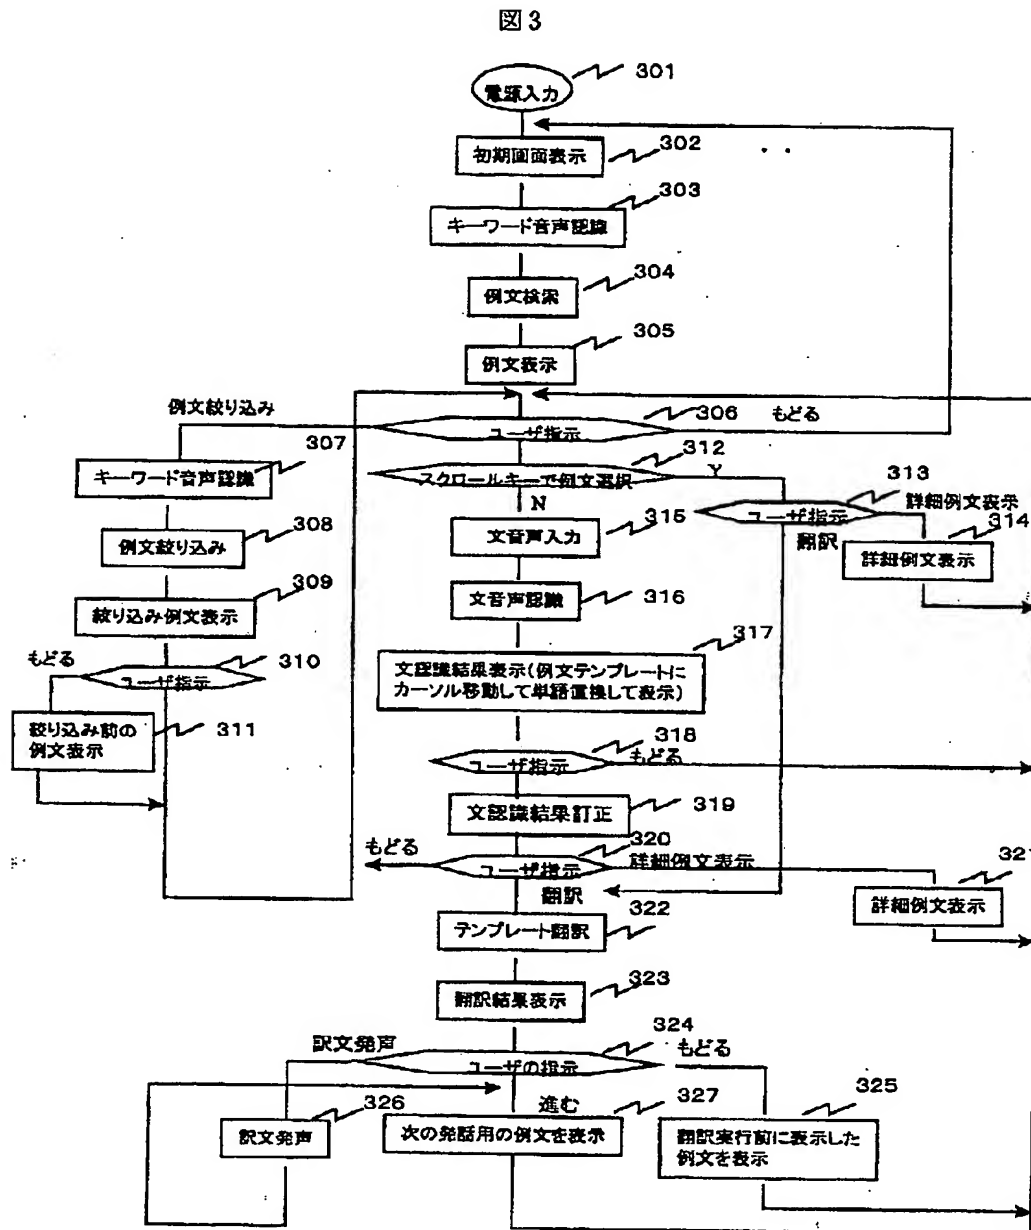 図3
301
電源入力
302
初期画面表示
303
キーワード音声認識
304
例文検索
305
例文表示
例文絞り込み
306
もどる
ユーザ指示
307
キーワード音声認識
312
スクロールキーで例文選択
Y
N
313
詳細例文表示
ユーザ指示
314
翻訳
詳細例文表示
308
例文絞り込み
315
文音声入力
309
絞り込み例文表示
316
文音声認識
310
もどる
ユーザ指示
317
文認識結果表示(例文テンプレートに
カーソル移動して単語置換して表示)
311
絞り込み前の
例文表示
318
もどる
ユーザ指示
319
文認識結果訂正
320
もどる
ユーザ指示
詳細例文表示
321
詳細例文表示
翻訳
322
テンプレート翻訳
323
翻訳結果表示
訳文発声
324
もどる
ユーザの指示
326
訳文発声
進む
327
次の発話用の例文を表示
325
翻訳実行前に表示した
例文を表示